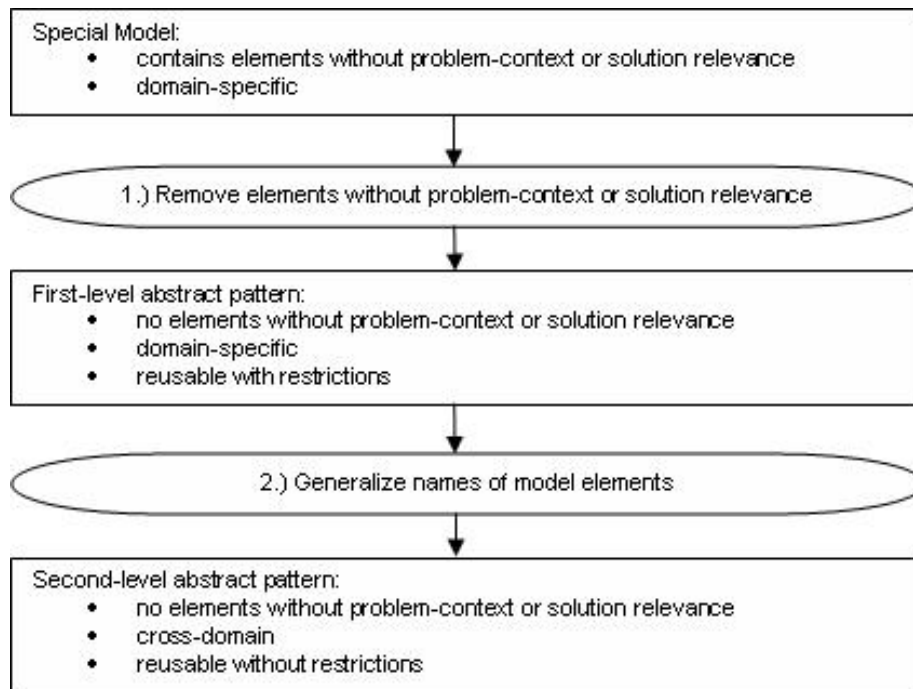 Special Model:
• contains elements without problem-context or solution relevance
• domain-specific
1.) Remove elements without problem-context or solution relevance
First-level abstract pattern:
• no elements without problem-context or solution relevance
• domain-specific
• reusable with restrictions
2.) Generalize names of model elements
Second-level abstract pattern:
• no elements without problem-context or solution relevance
• cross-domain
• reusable without restrictions